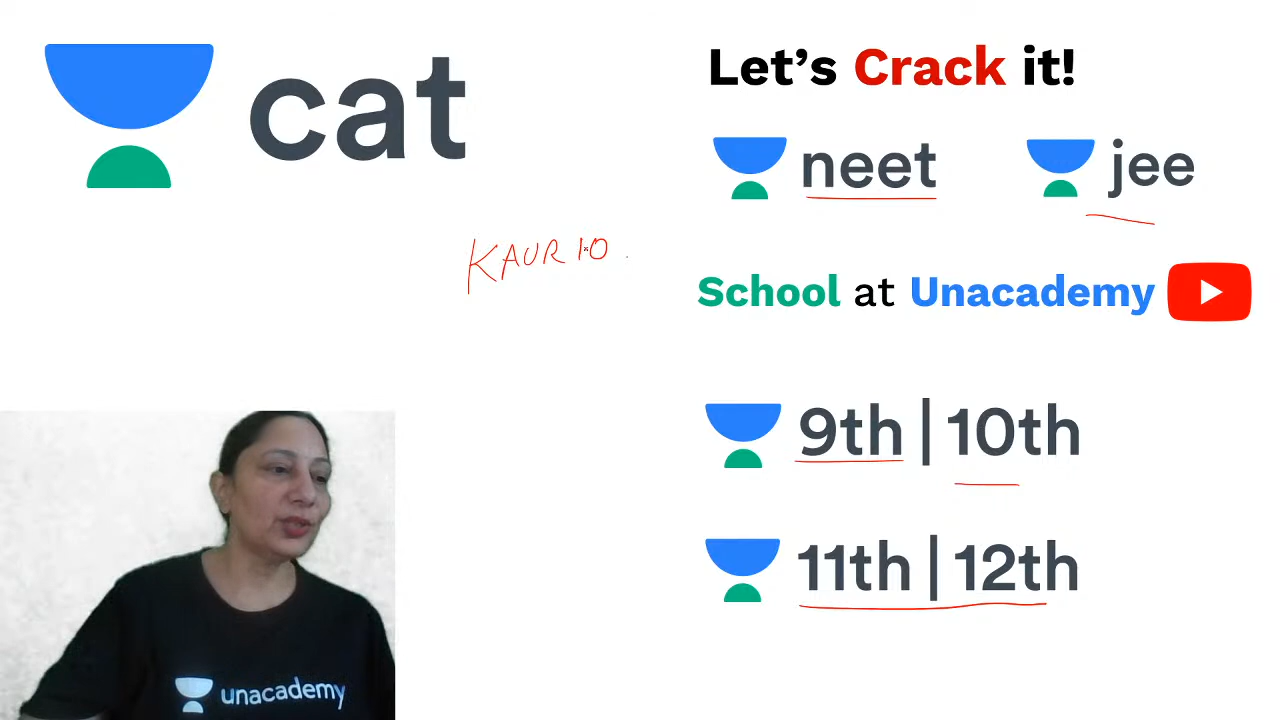 cat
Let's Crack it!
neet jee
KAUR10
School at Unacademy
9th | 10th
11th | 12th
unacademy